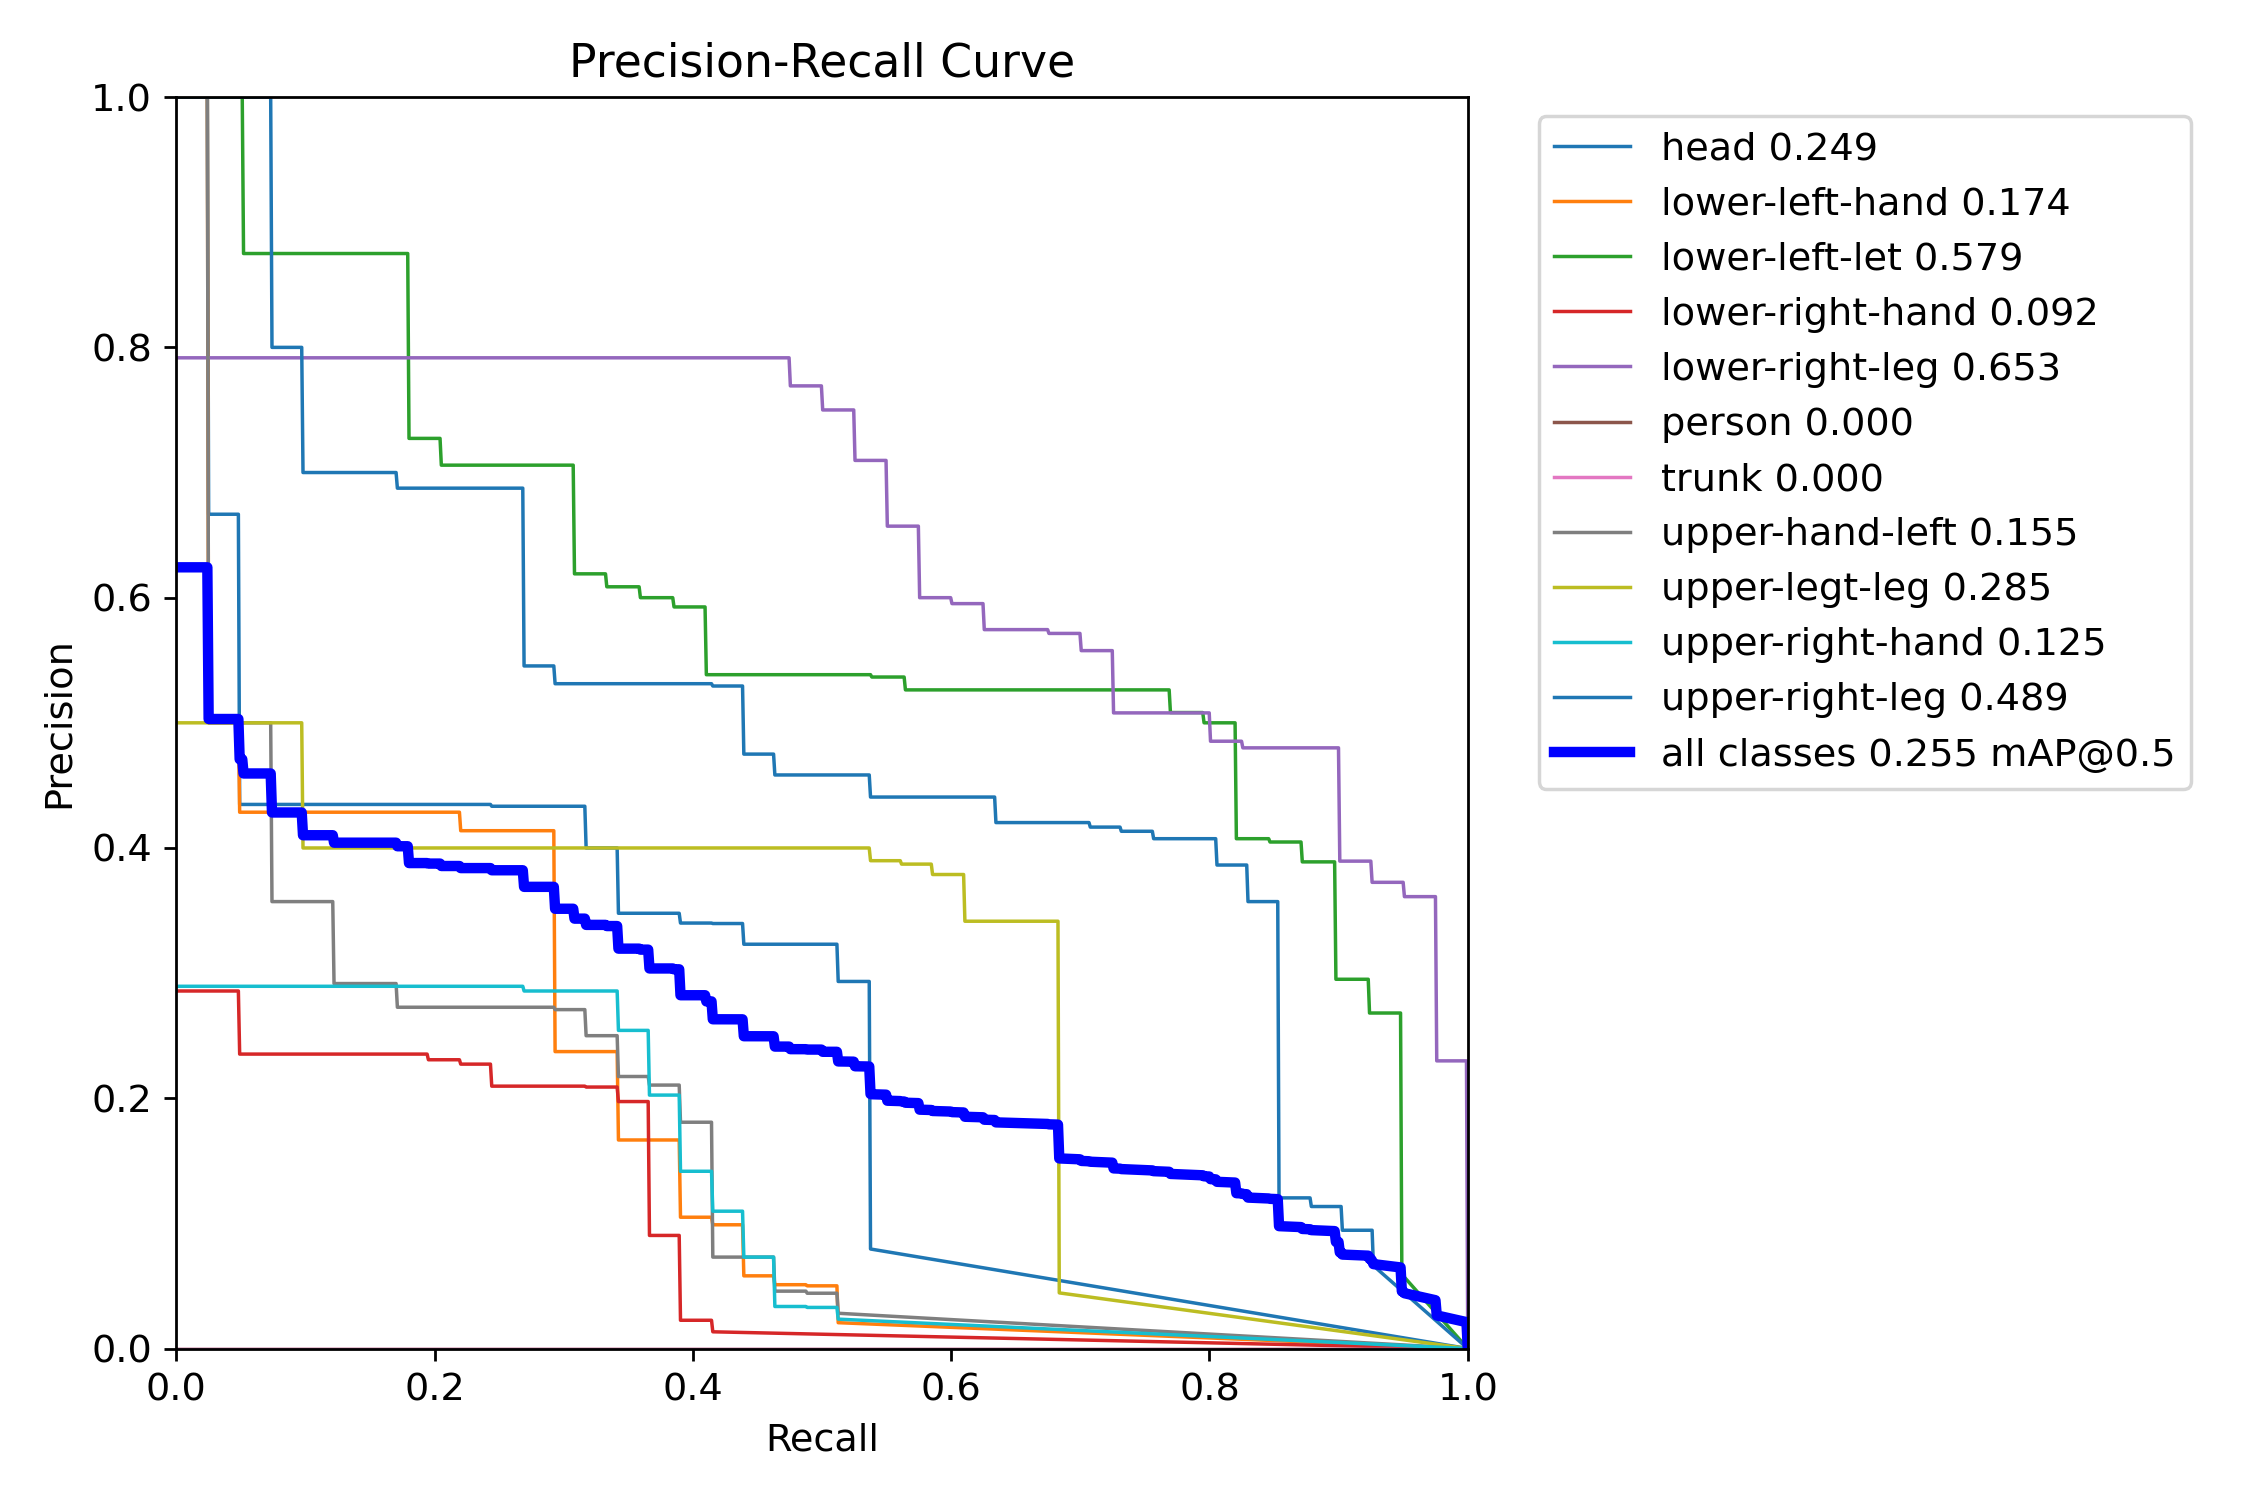 Precision-Recall Curve
1.0
0.8
0.6
0.4
0.2
0.0
Precision
0.0 0.2 0.4 0.6 0.8 1.0
Recall
head 0.249
lower-left-hand 0.174
lower-left-let 0.579
lower-right-hand 0.092
lower-right-leg 0.653
person 0.000
trunk 0.000
upper-hand-left 0.155
upper-legt-leg 0.285
upper-right-hand 0.125
upper-right-leg 0.489
all classes 0.255 mAP@0.5